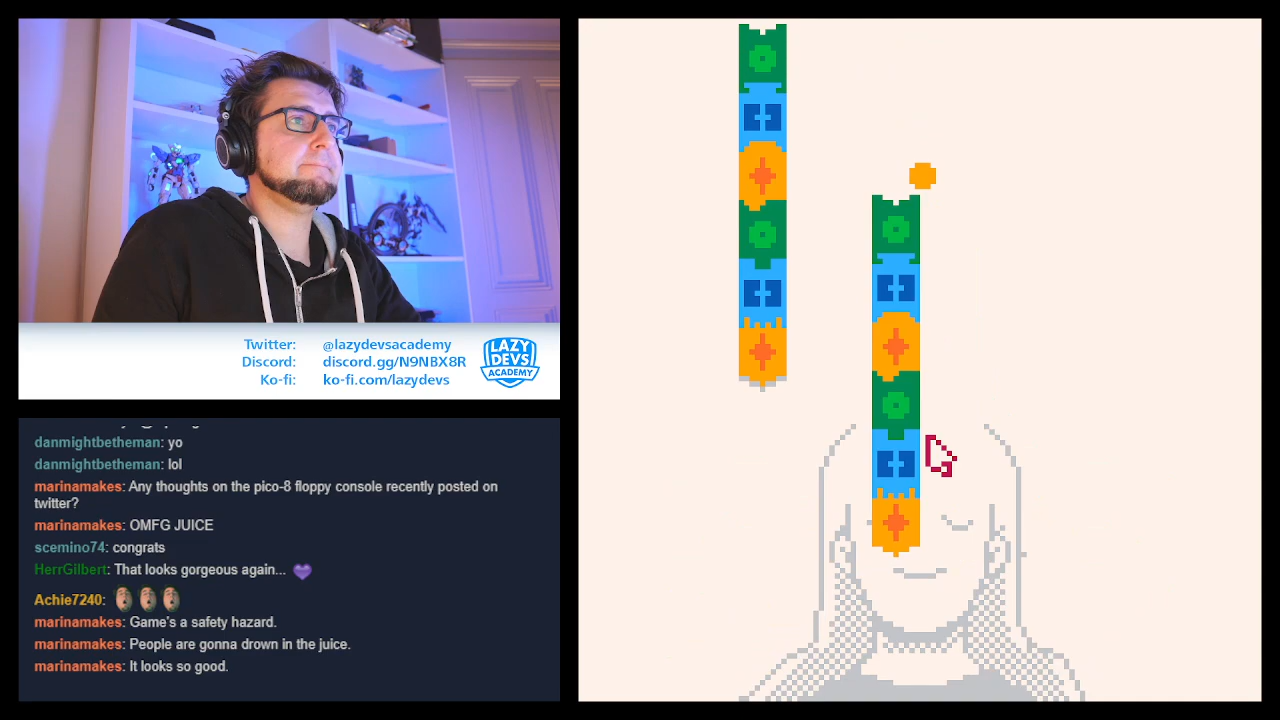 Twitter: @lazydevsacademy
Discord: discord.gg/N9NBX8R
Ko-fi: ko-fi.com/lazydevs
LAZY
DEVS
ACADEMY
danmightbetheman: yo
danmightbetheman: lol
marinamakes: Any thoughts on the pico-8 floppy console recently posted on
twitter?
marinamakes: OMFG JUICE
scemino74: congrats
HerrGilbert: That looks gorgeous again...
Achie7240:
marinamakes: Game's a safety hazard.
marinamakes: People are gonna drown in the juice.
marinamakes: It looks so good.